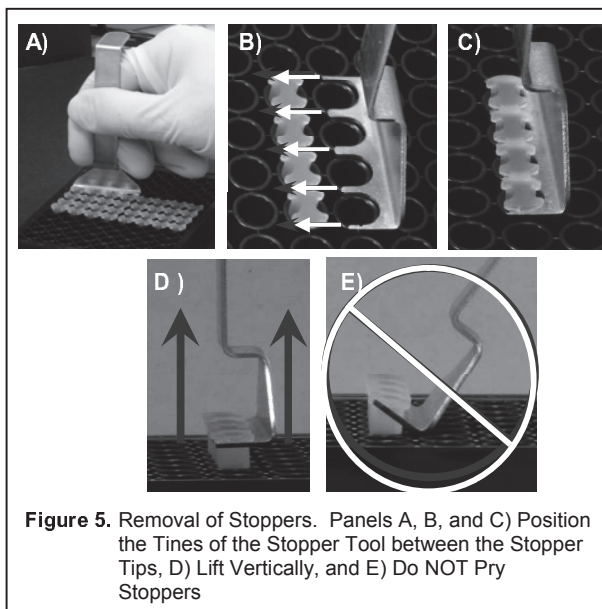 A)
B)
C)
D )
E)
Figure 5. Removal of Stoppers. Panels A, B, and C) Position
the Tines of the Stopper Tool between the Stopper
Tips, D) Lift Vertically, and E) Do NOT Pry
Stoppers